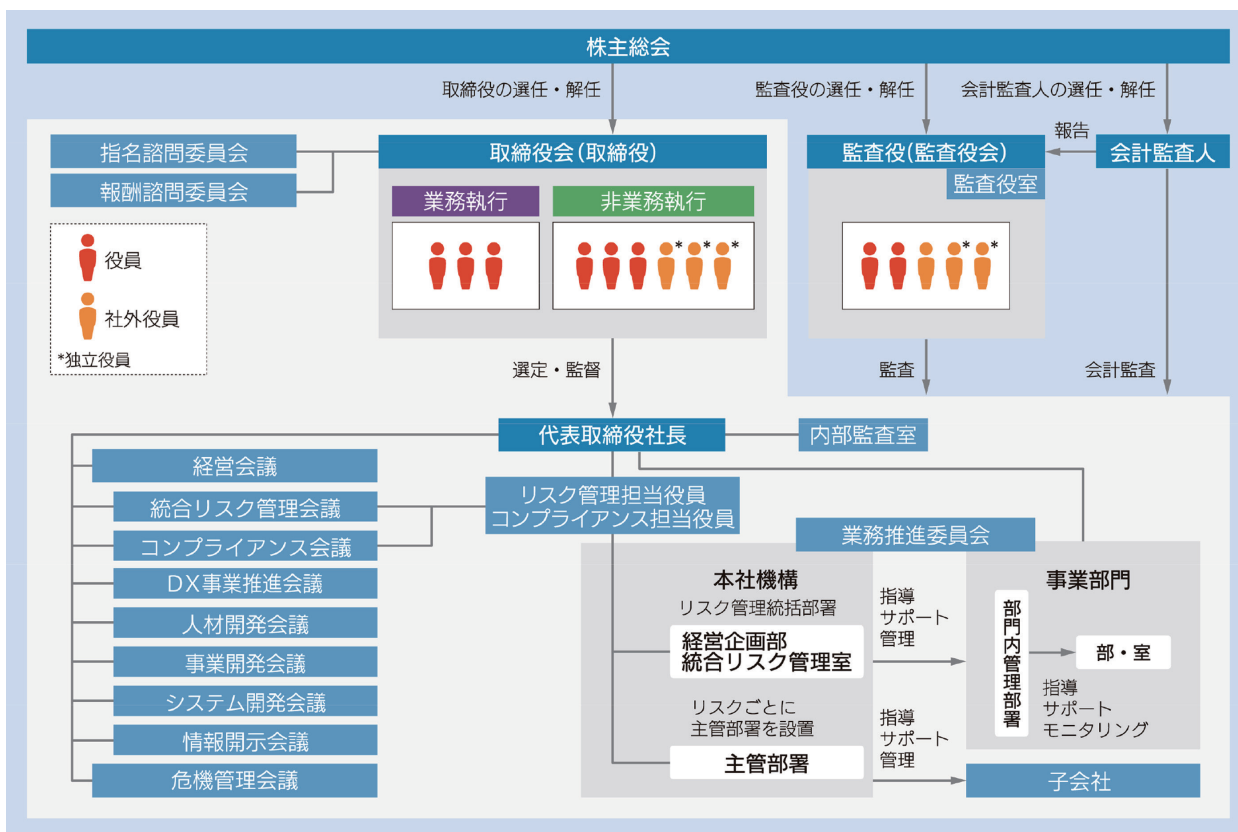 株主総会
取締役の選任・解任
監査役の選任・解任
会計監査人の選任・解任
指名諮問委員会
報酬諮問委員会
取締役会(取締役)
業務執行
非業務執行
***
監査役(監査役会)
監査役室
**
報告
会計監査人
役員
社外役員
*独立役員
選定・監督
監査
会計監査
代表取締役社長
内部監査室
経営会議
統合リスク管理会議
コンプライアンス会議
DX事業推進会議
人材開発会議
事業開発会議
システム開発会議
情報開示会議
危機管理会議
リスク管理担当役員
コンプライアンス担当役員
業務推進委員会
本社機構
リスク管理統括部署
経営企画部
統合リスク管理室
リスクごとに
主管部署を設置
主管部署
指導
サポート
管理
指導
サポート
管理
事業部門
部門内管理部署
部・室
指導
サポート
モニタリング
子会社